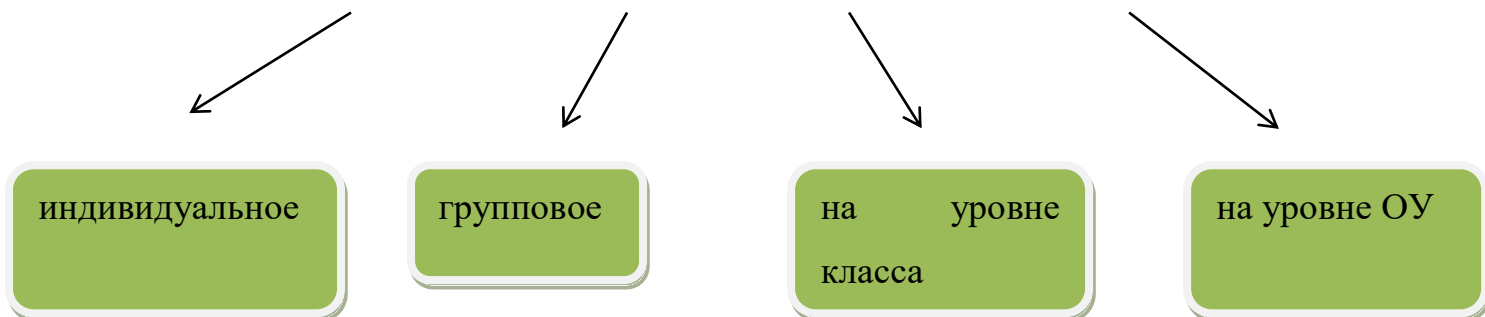 индивидуальное
групповое
на уровне
класса
на уровне ОУ